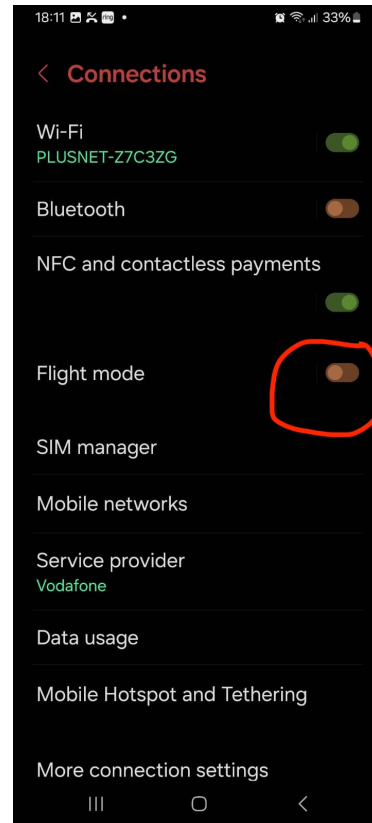 18:11 ring 33%
Connections
Wi-Fi
PLUSNET-Z7C3ZG
Bluetooth
NFC and contactless payments
Flight mode
SIM manager
Mobile networks
Service provider
Vodafone
Data usage
Mobile Hotspot and Tethering
More connection settings